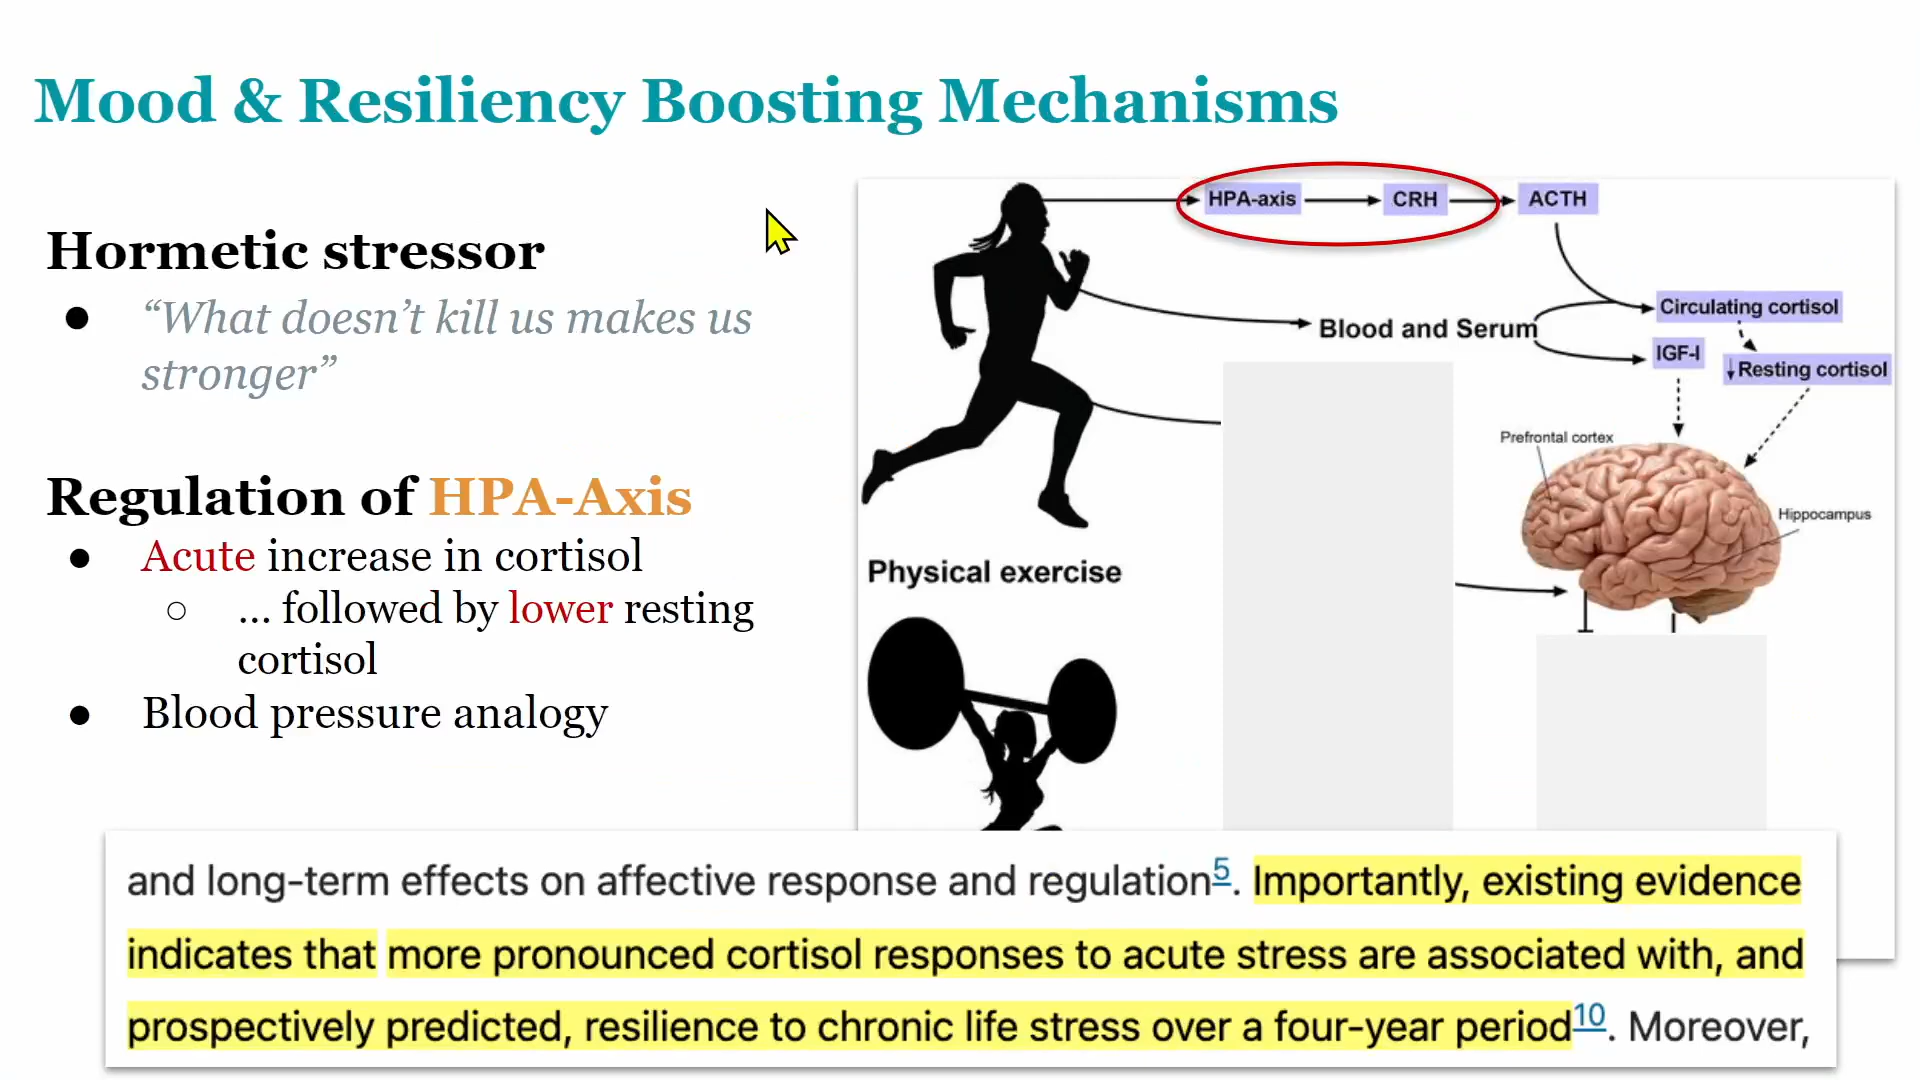 Mood & Resiliency Boosting Mechanisms
Hormetic stressor
● “What doesn’t kill us makes us
stronger”
Regulation of HPA-Axis
● Acute increase in cortisol
○ ... followed by lower resting
cortisol
● Blood pressure analogy
HPA-axis
CRH
ACTH
Circulating cortisol
Blood and Serum
IGF-I
↓Resting cortisol
Prefrontal cortex
Hippocampus
Physical exercise
and long-term effects on affective response and regulation5. Importantly, existing evidence
indicates that more pronounced cortisol responses to acute stress are associated with, and
prospectively predicted, resilience to chronic life stress over a four-year period10. Moreover,